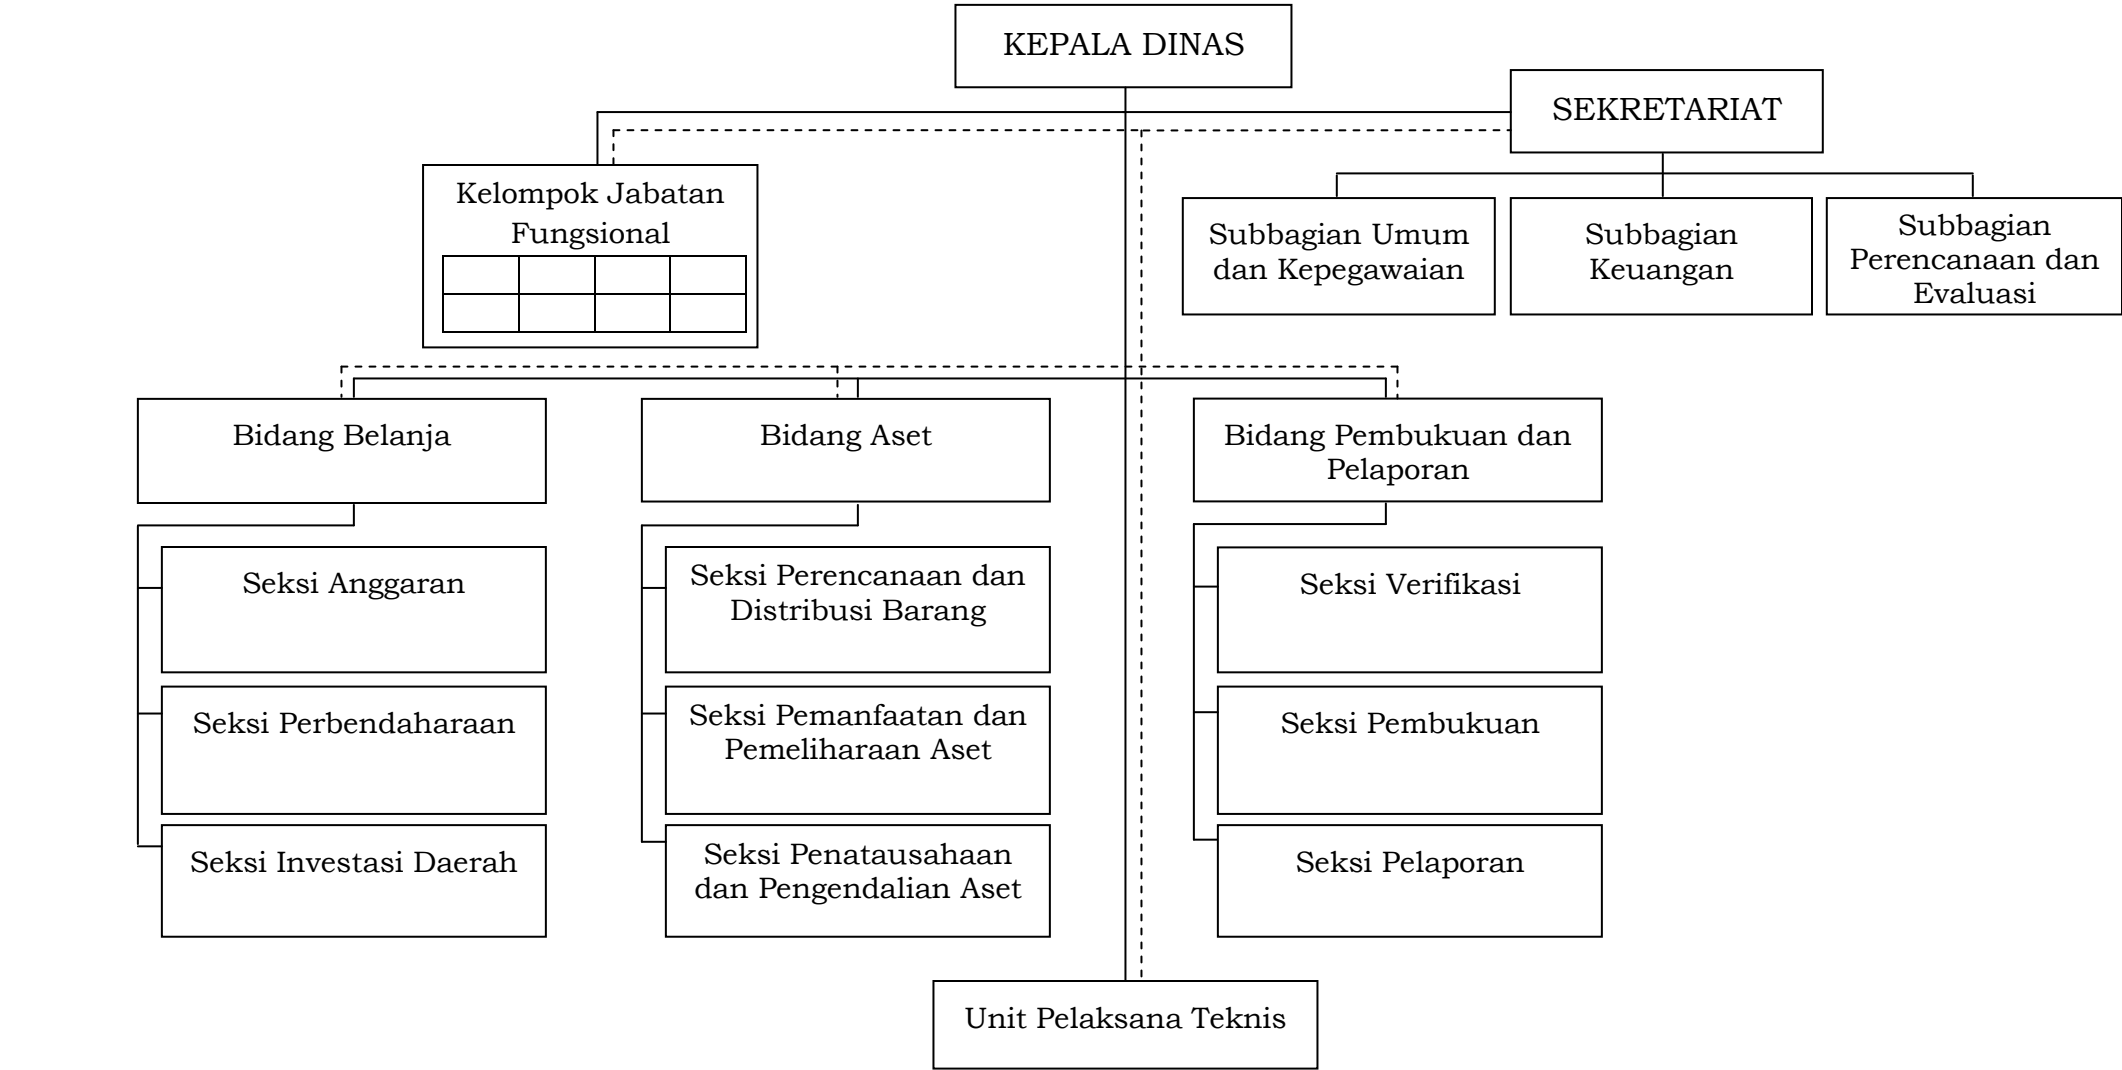 KEPALA DINAS
SEKRETARIAT
Kelompok Jabatan
Fungsional
Subbagian Umum
dan Kepegawaian
Subbagian
Keuangan
Subbagian
Perencanaan dan
Evaluasi
Bidang Belanja
Bidang Aset
Bidang Pembukuan dan
Pelaporan
Seksi Anggaran
Seksi Perbendaharaan
Seksi Investasi Daerah
Seksi Perencanaan dan
Distribusi Barang
Seksi Pemanfaatan dan
Pemeliharaan Aset
Seksi Penatausahaan
dan Pengendalian Aset
Seksi Verifikasi
Seksi Pembukuan
Seksi Pelaporan
Unit Pelaksana Teknis